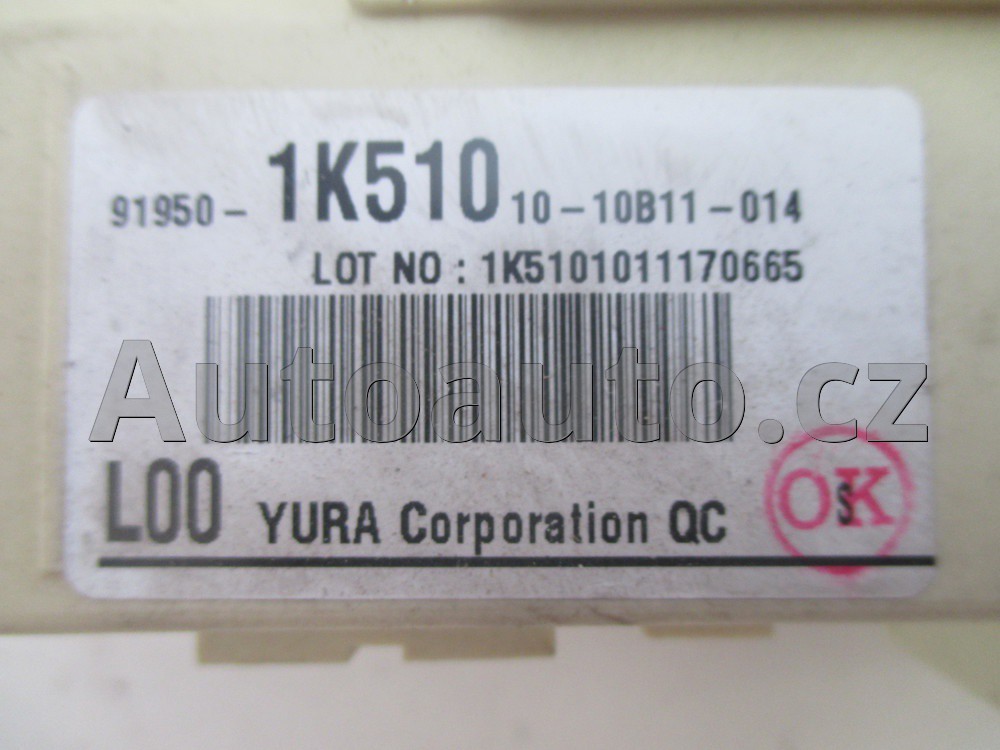 91950- 1K510 10-10B11-014
LOT NO : 1K5101011170665
Autoauto.cz
L00 YURA Corporation QC
OK
S